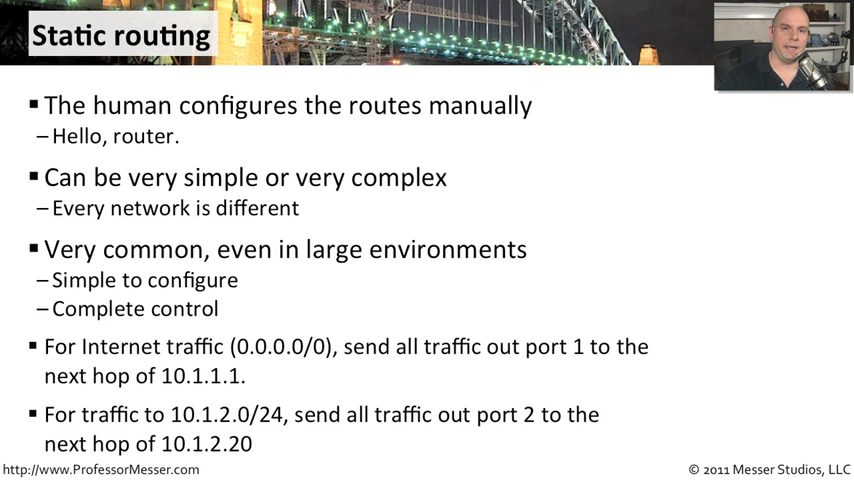 Static routing
▪ The human configures the routes manually
– Hello, router.
▪ Can be very simple or very complex
– Every network is different
▪ Very common, even in large environments
– Simple to configure
– Complete control
▪ For Internet traffic (0.0.0.0/0), send all traffic out port 1 to the
next hop of 10.1.1.1.
▪ For traffic to 10.1.2.0/24, send all traffic out port 2 to the
next hop of 10.1.2.20
http://www.ProfessorMesser.com
© 2011 Messer Studios, LLC